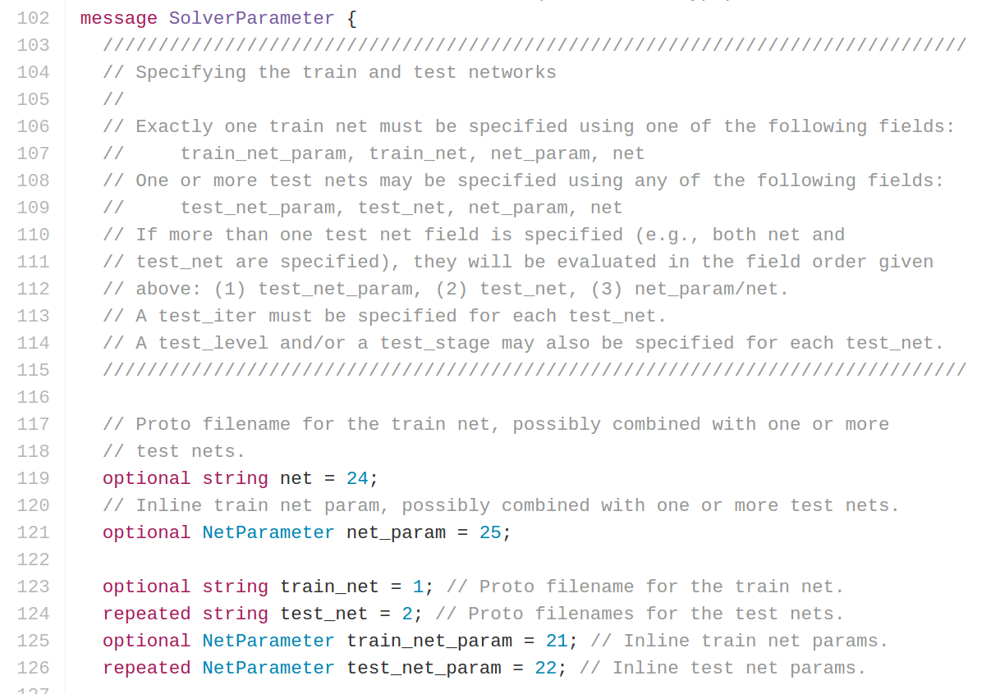 102 message SolverParameter {
103 //////////////////////////////////////////////////////////////////////////////
104 // Specifying the train and test networks
105 //
106 // Exactly one train net must be specified using one of the following fields:
107 //     train_net_param, train_net, net_param, net
108 // One or more test nets may be specified using any of the following fields:
109 //     test_net_param, test_net, net_param, net
110 // If more than one test net field is specified (e.g., both net and
111 // test_net are specified), they will be evaluated in the field order given
112 // above: (1) test_net_param, (2) test_net, (3) net_param/net.
113 // A test_iter must be specified for each test_net.
114 // A test_level and/or a test_stage may also be specified for each test_net.
115 //////////////////////////////////////////////////////////////////////////////
116
117 // Proto filename for the train net, possibly combined with one or more
118 // test nets.
119 optional string net = 24;
120 // Inline train net param, possibly combined with one or more test nets.
121 optional NetParameter net_param = 25;
122
123 optional string train_net = 1; // Proto filename for the train net.
124 repeated string test_net = 2; // Proto filenames for the test nets.
125 optional NetParameter train_net_param = 21; // Inline train net params.
126 repeated NetParameter test_net_param = 22; // Inline test net params.
127